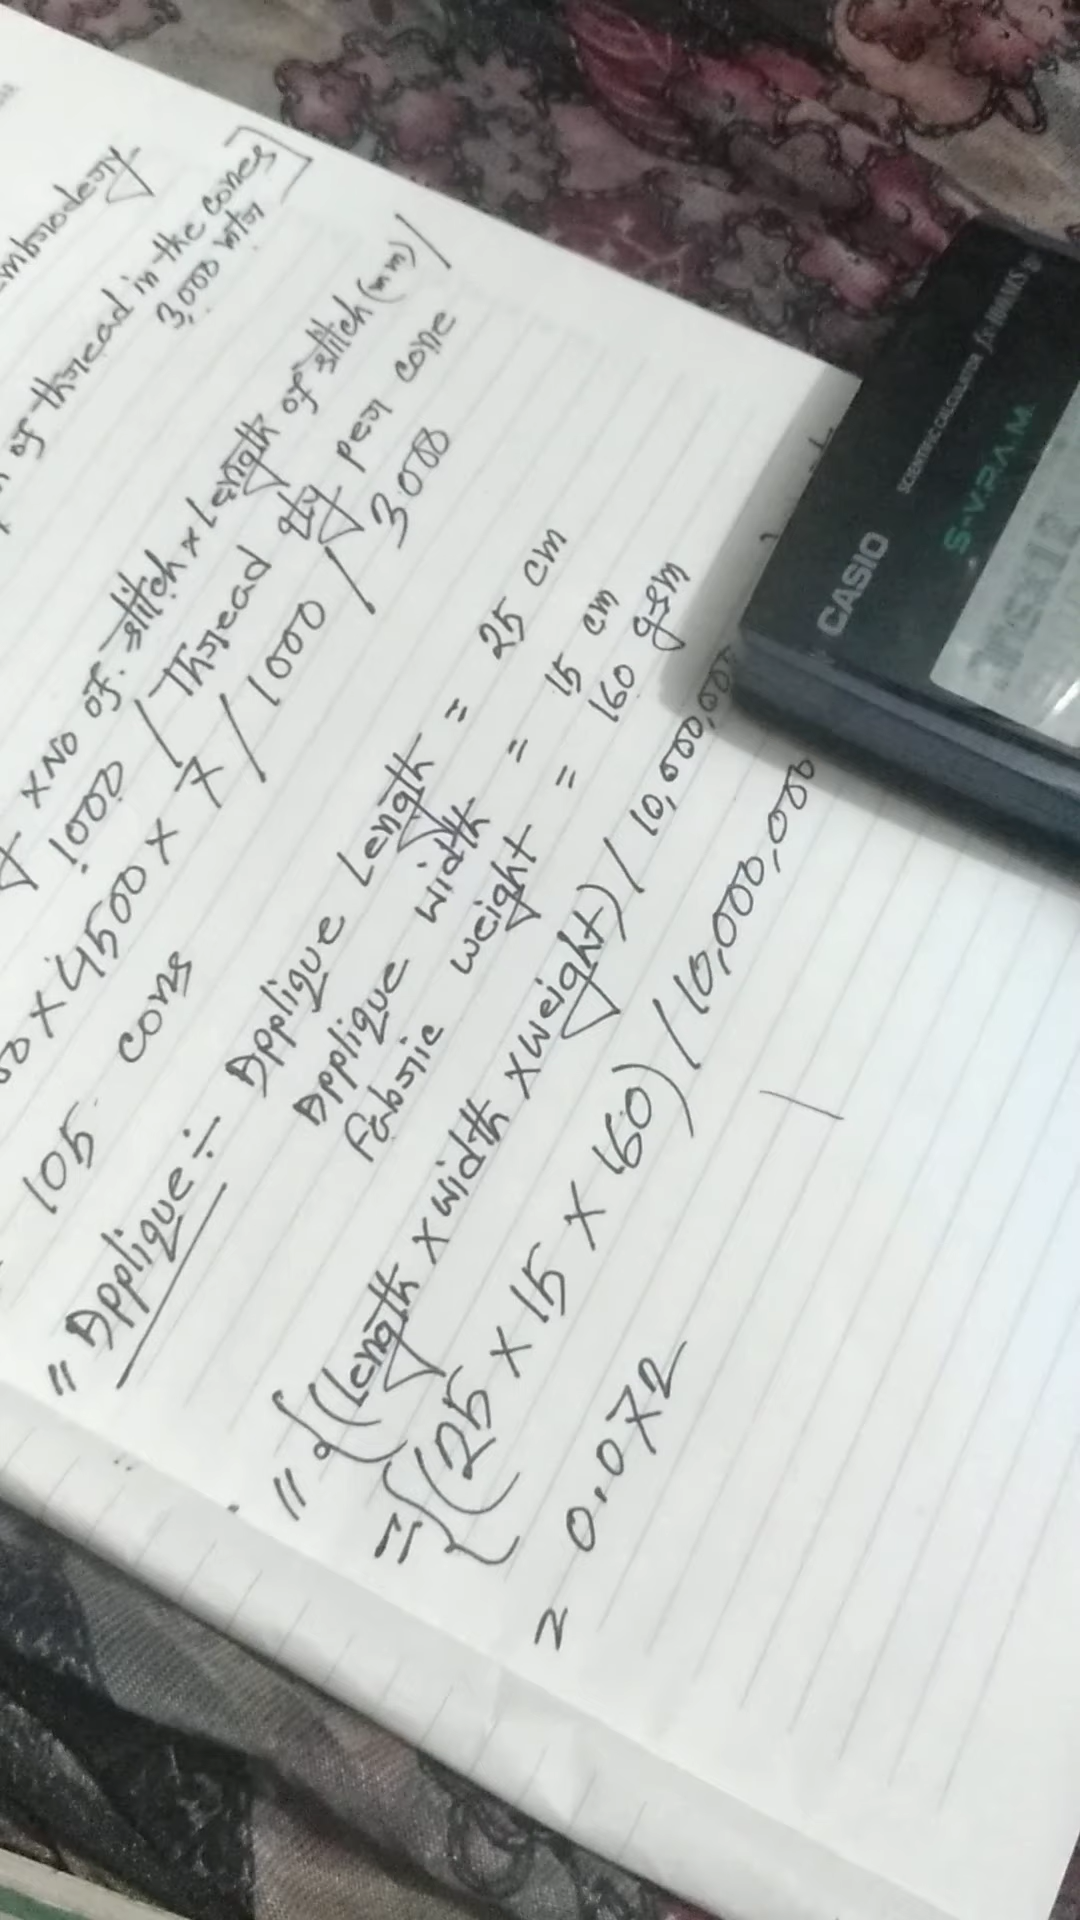 of thread in the cones
3,000 mtr
x No of stitch x Length of stitch (mm) /
1000 / Thread qty per cone
x 4500 x 7 / 1000 / 3000
105 cons
" Applique ÷ Applique Length = 25 cm
Applique width = 15 cm
Fabric weight = 160 gsm
" {(Length x width x weight) / 10,000,000
= {(25 x 15 x 160) / 10,000,000
= 0.072
CASIO
SCIENTIFIC CALCULATOR
S-V.P.A.M.